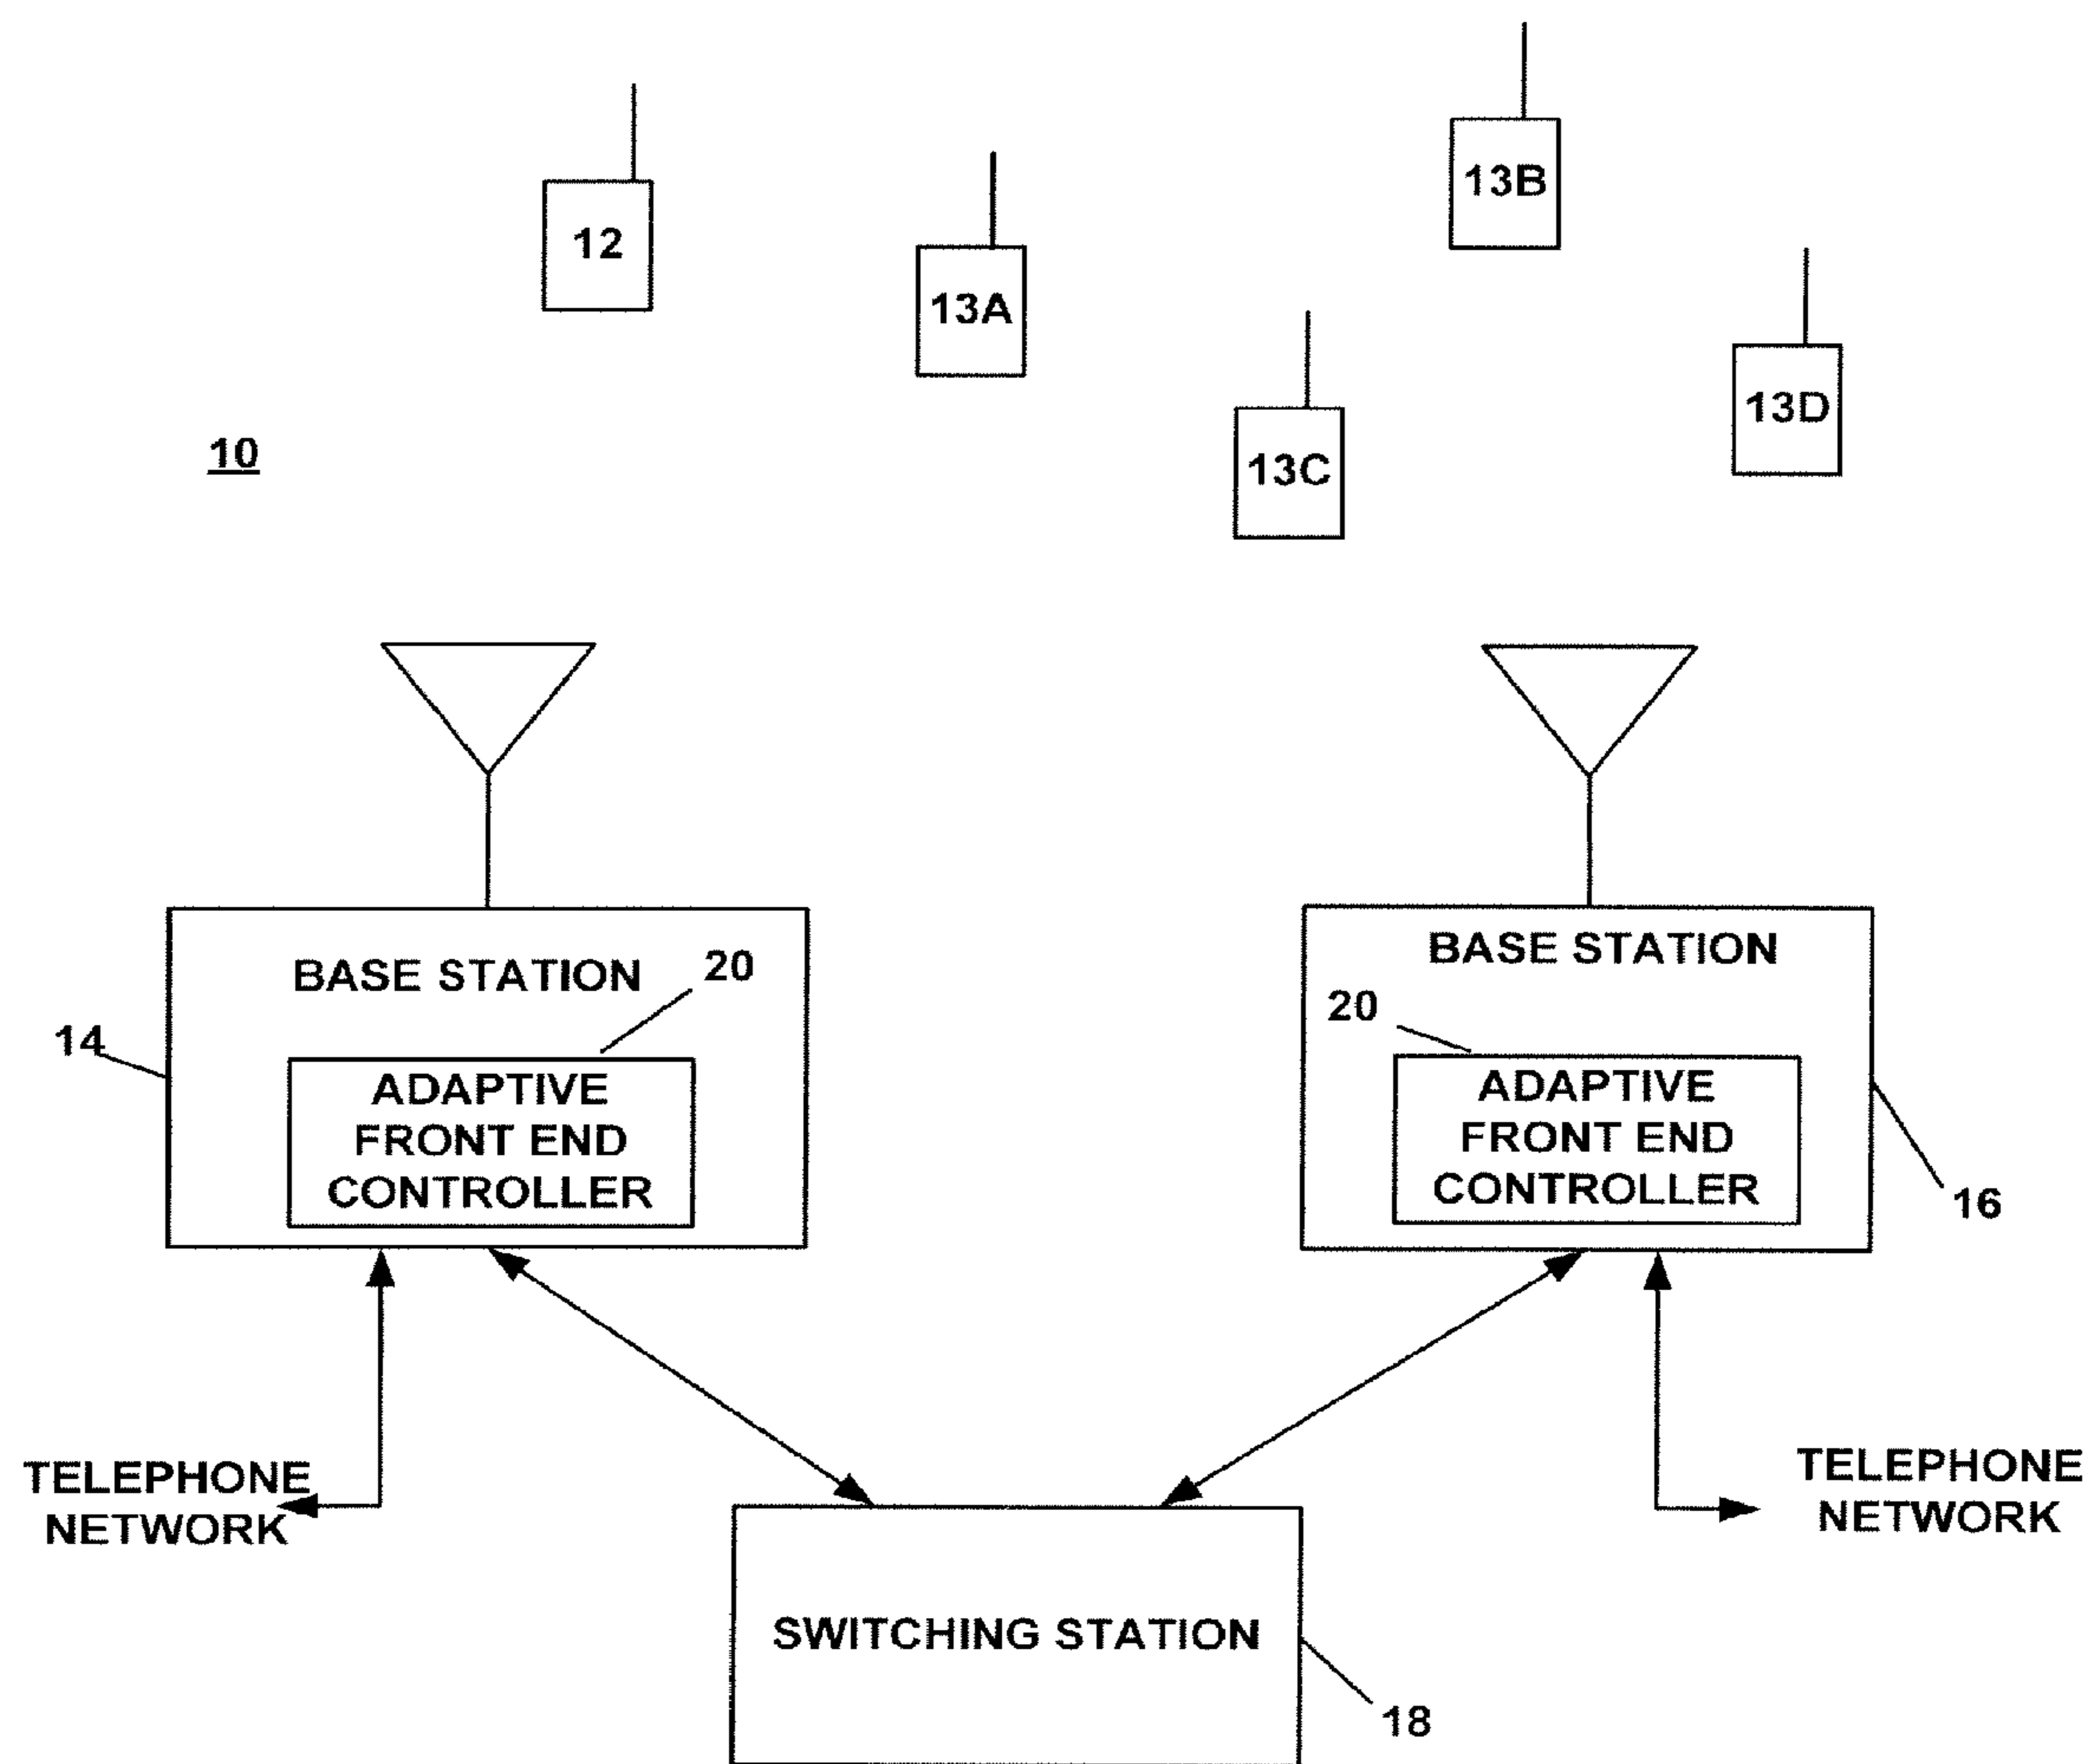 13B
12
13A
13D
10
13C
BASE STATION
20
14
ADAPTIVE
FRONT END
CONTROLLER
BASE STATION
20
ADAPTIVE
FRONT END
CONTROLLER
16
TELEPHONE
NETWORK
TELEPHONE
NETWORK
SWITCHING STATION
18